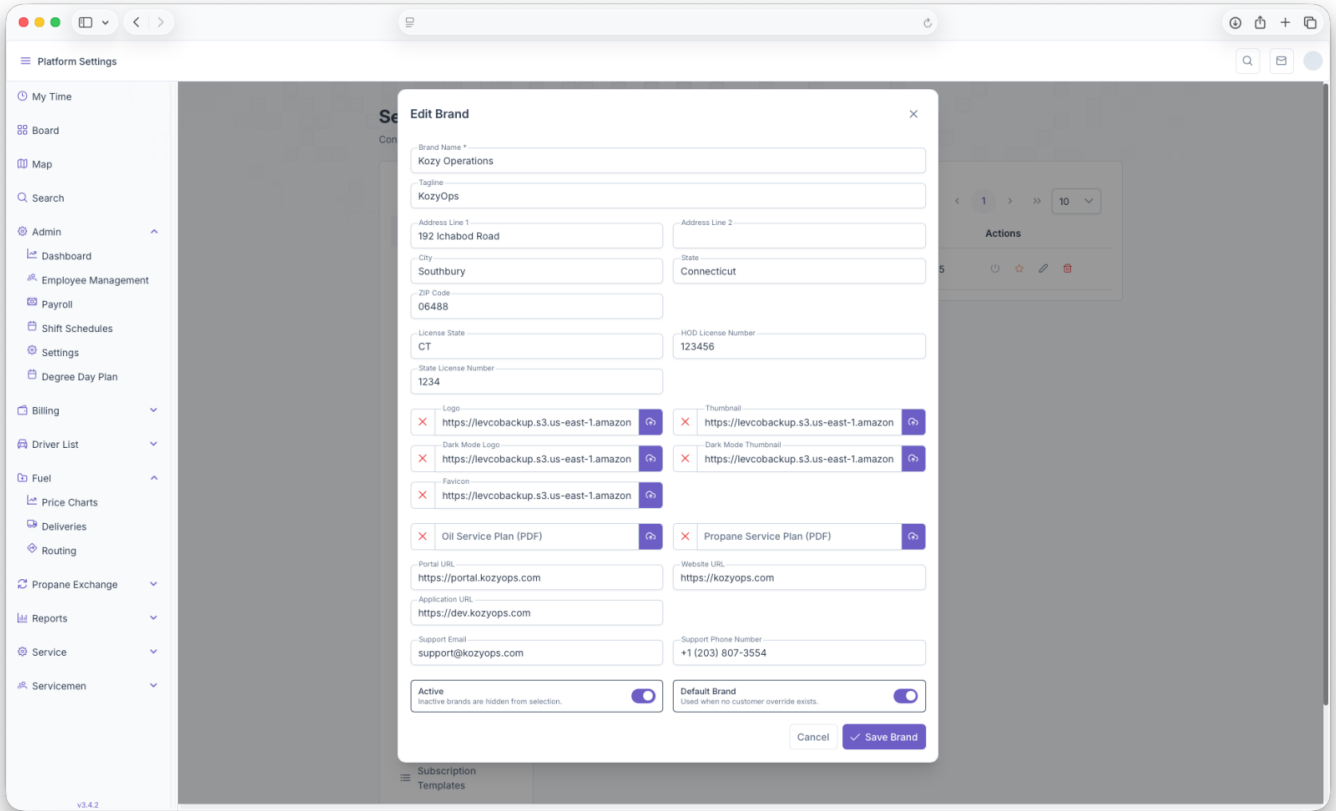 Platform Settings
My Time
Board
Map
Search
Admin
Dashboard
Employee Management
Payroll
Shift Schedules
Settings
Degree Day Plan
Billing
Driver List
Fuel
Price Charts
Deliveries
Routing
Propane Exchange
Reports
Service
Servicemen
v3.4.2
Se
Con
Edit Brand
Brand Name *
Kozy Operations
Tagline
KozyOps
Address Line 1
192 Ichabod Road
Address Line 2
City
Southbury
State
Connecticut
ZIP Code
06488
License State
CT
HOD License Number
123456
State License Number
1234
Logo
https://levcobackup.s3.us-east-1.amazon
Thumbnail
https://levcobackup.s3.us-east-1.amazon
Dark Mode Logo
https://levcobackup.s3.us-east-1.amazon
Dark Mode Thumbnail
https://levcobackup.s3.us-east-1.amazon
Favicon
https://levcobackup.s3.us-east-1.amazon
Oil Service Plan (PDF)
Propane Service Plan (PDF)
Portal URL
https://portal.kozyops.com
Website URL
https://kozyops.com
Application URL
https://dev.kozyops.com
Support Email
support@kozyops.com
Support Phone Number
+1 (203) 807-3554
Active
Inactive brands are hidden from selection.
Default Brand
Used when no customer override exists.
Cancel
Save Brand
1
10
Actions
5
Subscription
Templates